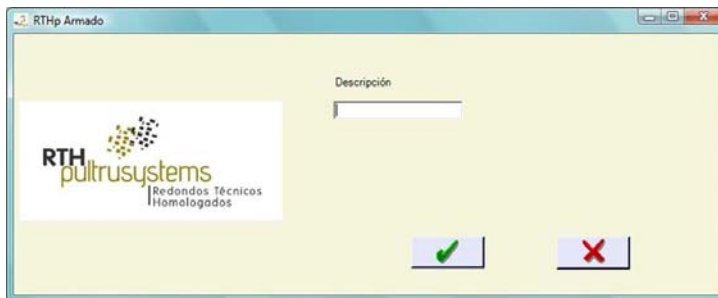 RTHp Armado
Descripción
RTH
pultrusystems
Redondos Técnicos
Homologados